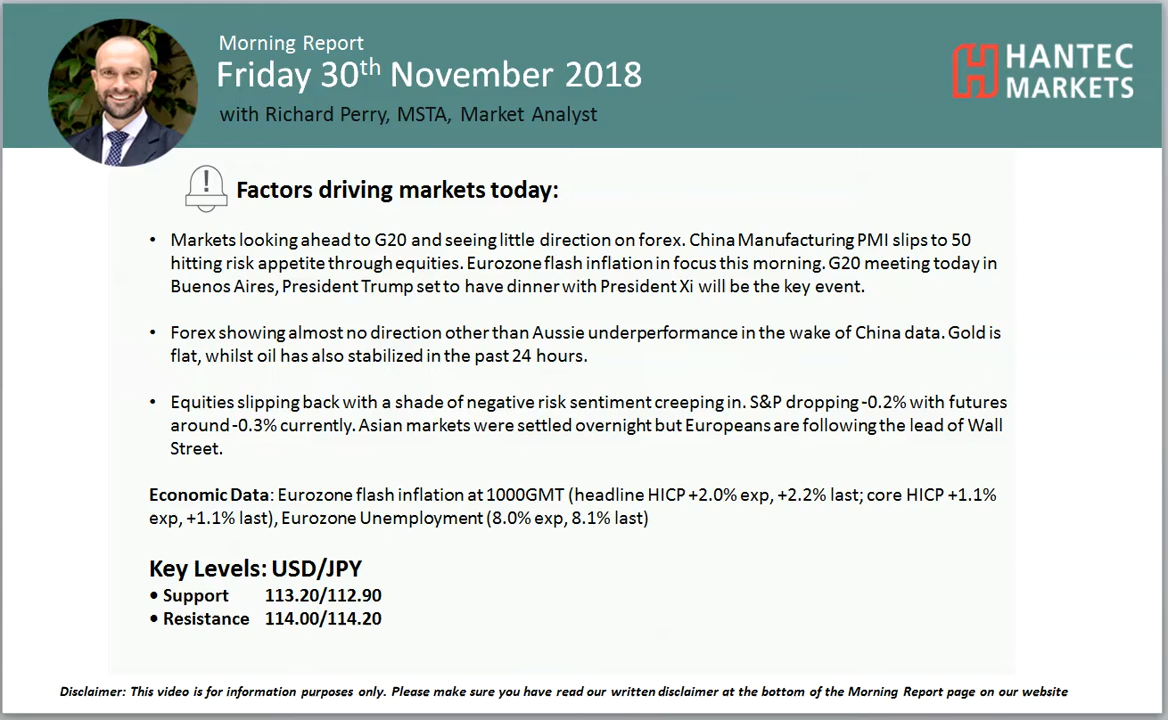 Morning Report
Friday 30th November 2018
with Richard Perry, MSTA, Market Analyst
HANTEC
MARKETS
!
Factors driving markets today:
• Markets looking ahead to G20 and seeing little direction on forex. China Manufacturing PMI slips to 50
hitting risk appetite through equities. Eurozone flash inflation in focus this morning. G20 meeting today in
Buenos Aires, President Trump set to have dinner with President Xi will be the key event.
• Forex showing almost no direction other than Aussie underperformance in the wake of China data. Gold is
flat, whilst oil has also stabilized in the past 24 hours.
• Equities slipping back with a shade of negative risk sentiment creeping in. S&P dropping -0.2% with futures
around -0.3% currently. Asian markets were settled overnight but Europeans are following the lead of Wall
Street.
Economic Data: Eurozone flash inflation at 1000GMT (headline HICP +2.0% exp, +2.2% last; core HICP +1.1%
exp, +1.1% last), Eurozone Unemployment (8.0% exp, 8.1% last)
Key Levels: USD/JPY
• Support 113.20/112.90
• Resistance 114.00/114.20
Disclaimer: This video is for information purposes only. Please make sure you have read our written disclaimer at the bottom of the Morning Report page on our website